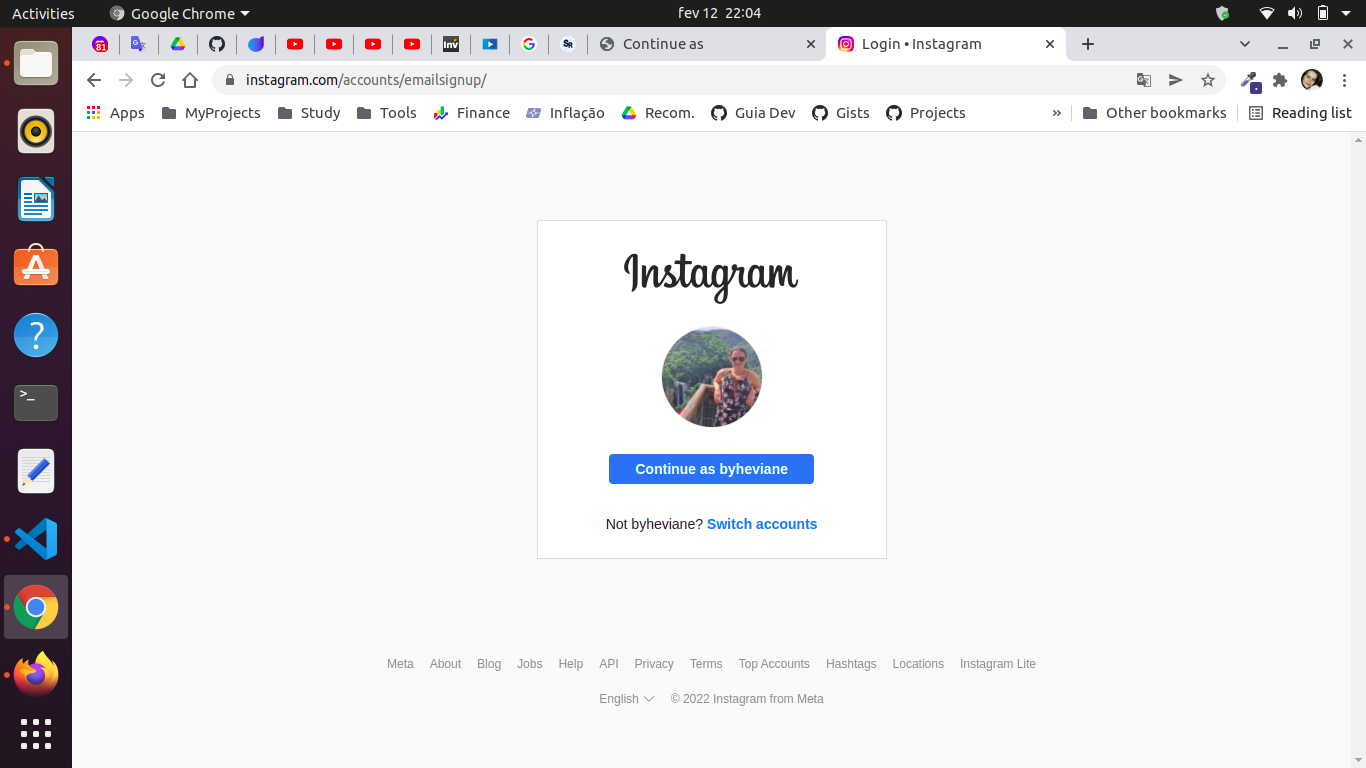 Activities Google Chrome fev 12 22:04
81 Inv SR Continue as Login • Instagram
instagram.com/accounts/emailsignup/
Apps MyProjects Study Tools Finance Inflação Recom. Guia Dev Gists Projects » Other bookmarks Reading list
Instagram
Continue as byheviane
Not byheviane? Switch accounts
Meta About Blog Jobs Help API Privacy Terms Top Accounts Hashtags Locations Instagram Lite
English © 2022 Instagram from Meta